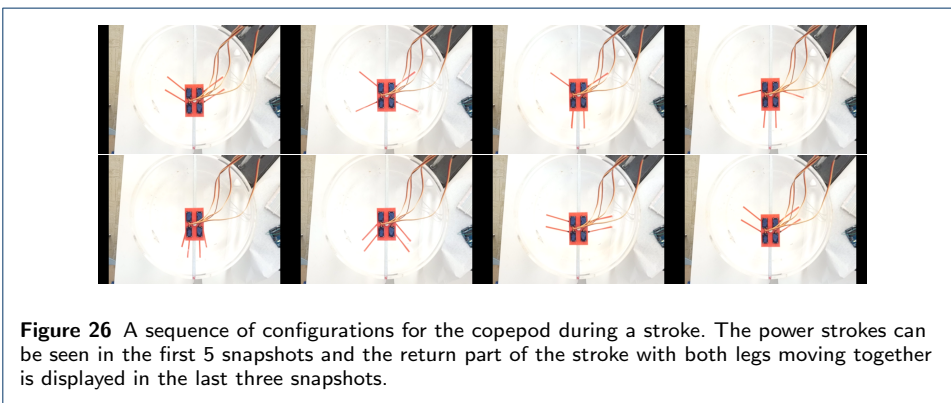 Figure 26 A sequence of configurations for the copepod during a stroke. The power strokes can
be seen in the first 5 snapshots and the return part of the stroke with both legs moving together
is displayed in the last three snapshots.